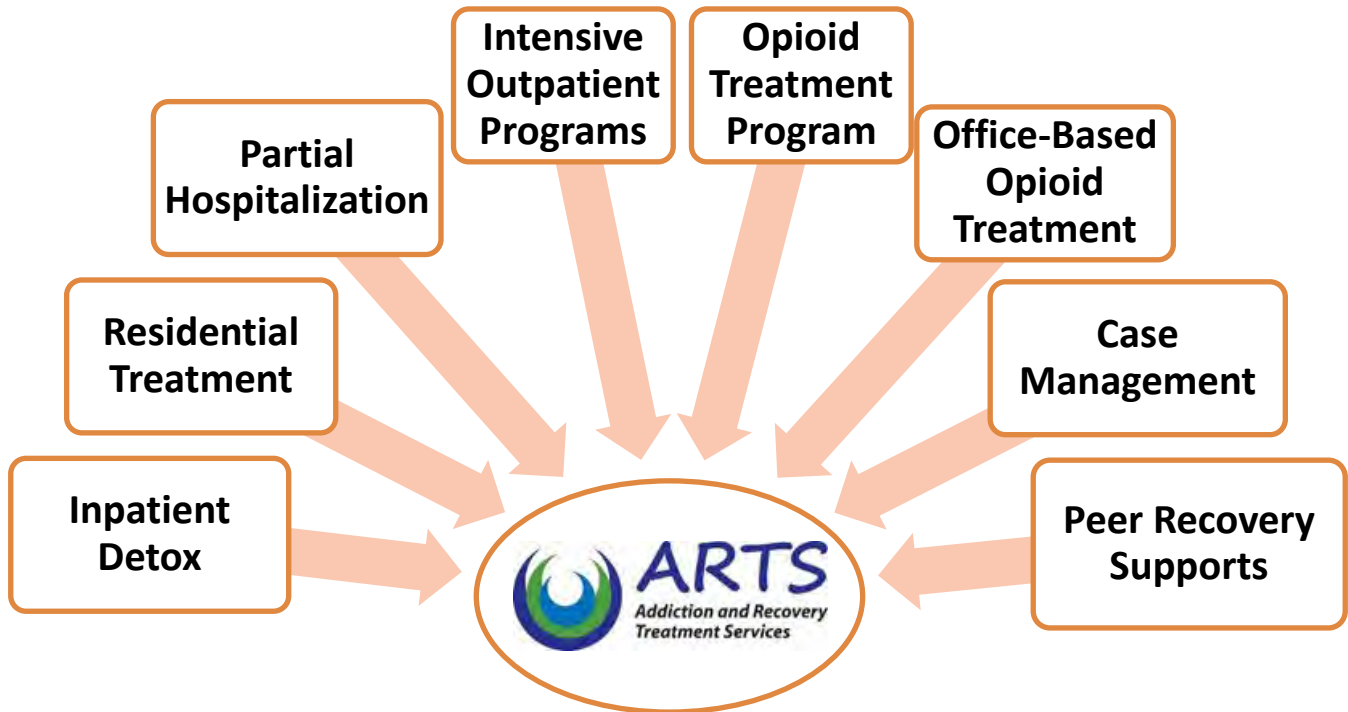 Inpatient
Detox
Residential
Treatment
Partial
Hospitalization
Intensive
Outpatient
Programs
Opioid
Treatment
Program
Office-Based
Opioid
Treatment
Case
Management
Peer Recovery
Supports
ARTS
Addiction and Recovery
Treatment Services